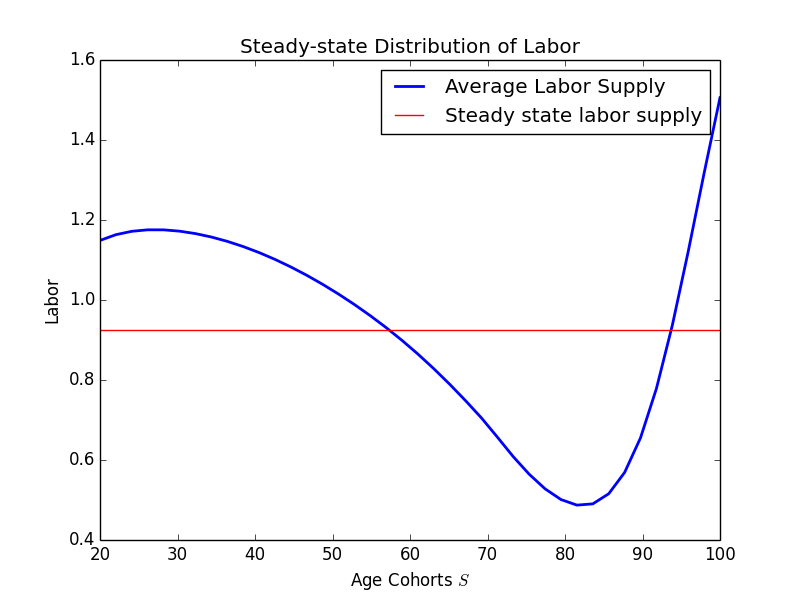 Steady-state Distribution of Labor
Average Labor Supply
Steady state labor supply
1.6
1.4
1.2
1.0
0.8
0.6
0.4
Labor
20 30 40 50 60 70 80 90 100
Age Cohorts S